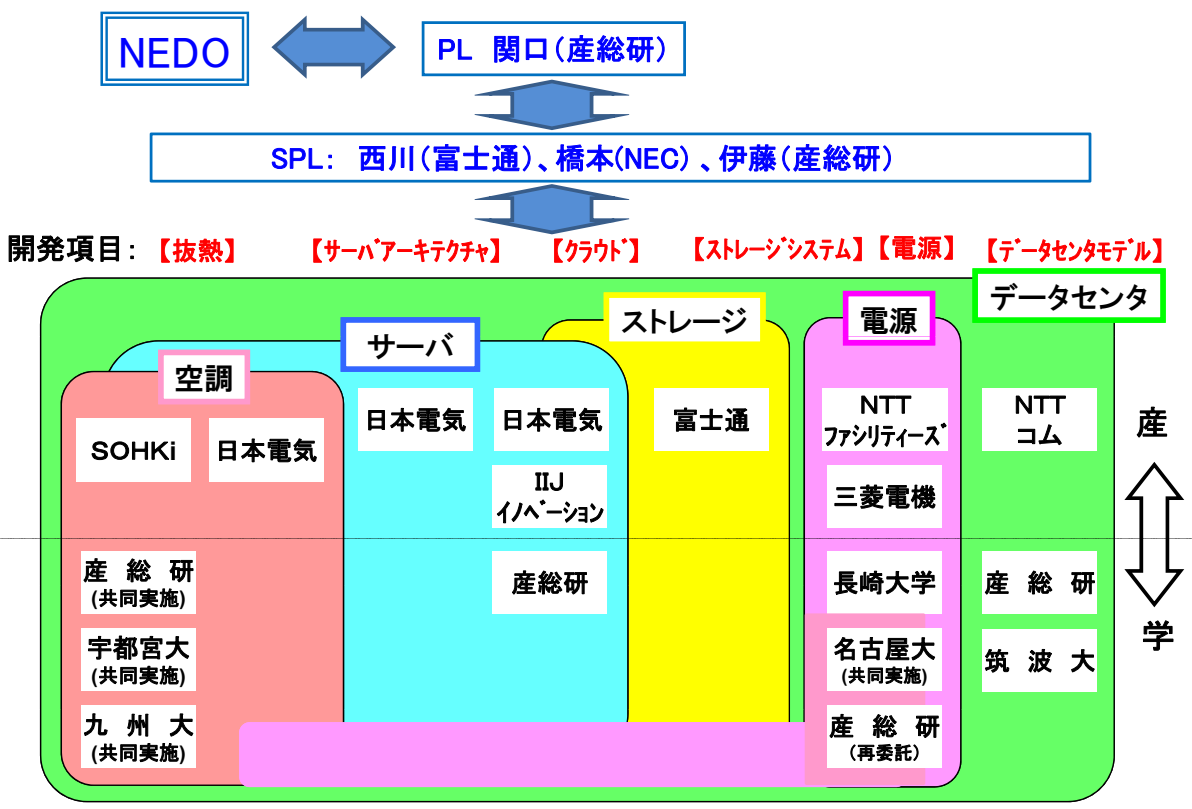 NEDO
PL 関口（産総研）
SPL： 西川（富士通）、橋本(NEC) 、伊藤（産総研）
開発項目： 【抜熱】 【サーバアーキテクチャ】 【クラウド】 【ストレージシステム】 【電源】 【データセンタモデル】
データセンタ
ストレージ
電源
サーバ
空調
SOHKi
日本電気
日本電気
日本電気
IIJ
イノベーション
富士通
NTT
ファシリティーズ
三菱電機
NTT
コム
産
学
産 総 研
(共同実施)
宇都宮大
(共同実施)
九 州 大
(共同実施)
産総研
長崎大学
名古屋大
(共同実施)
産 総 研
(再委託)
産 総 研
筑 波 大